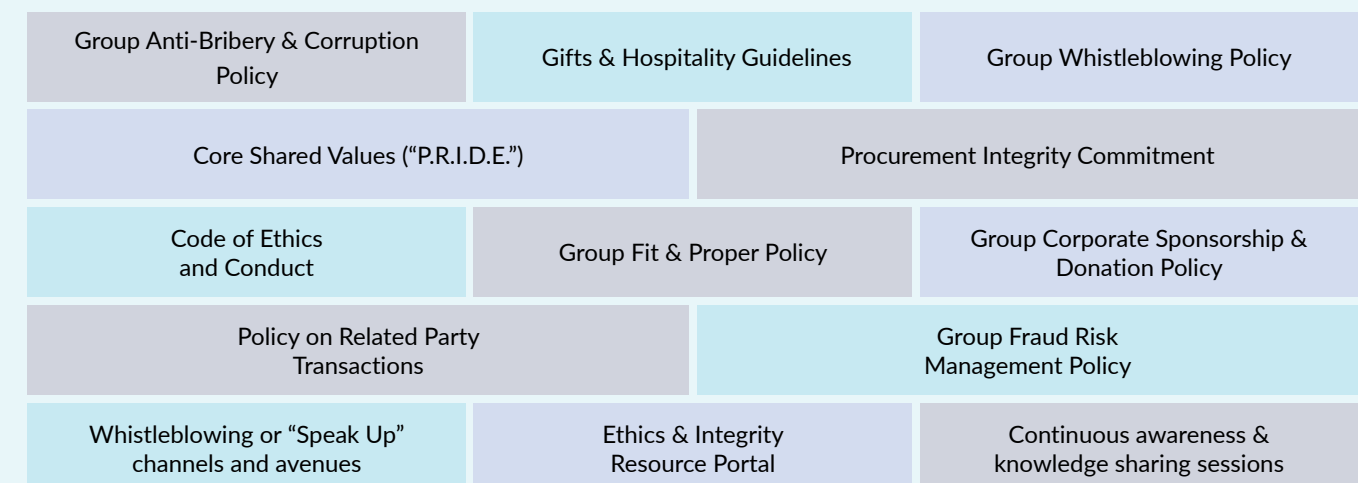 Group Anti-Bribery & Corruption
Policy
Gifts & Hospitality Guidelines
Group Whistleblowing Policy
Core Shared Values (“P.R.I.D.E.”)
Procurement Integrity Commitment
Code of Ethics
and Conduct
Group Fit & Proper Policy
Group Corporate Sponsorship &
Donation Policy
Policy on Related Party
Transactions
Group Fraud Risk
Management Policy
Whistleblowing or “Speak Up”
channels and avenues
Ethics & Integrity
Resource Portal
Continuous awareness &
knowledge sharing sessions